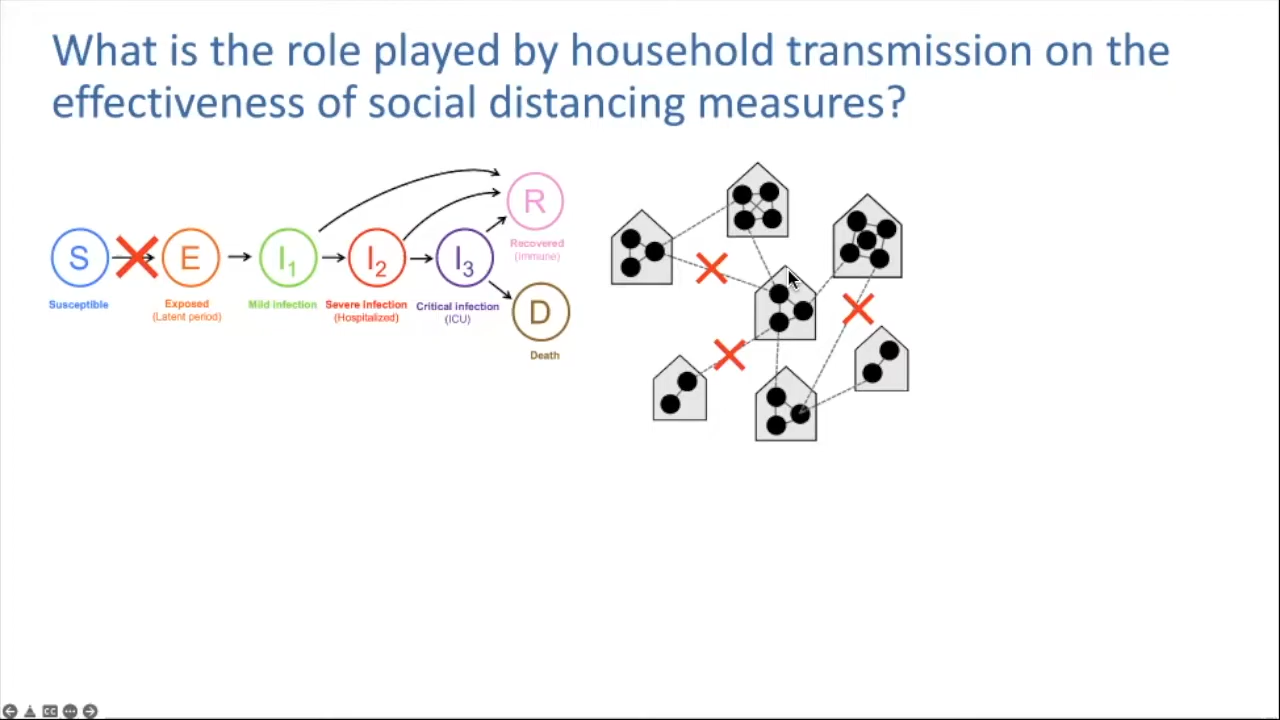 What is the role played by household transmission on the
effectiveness of social distancing measures?
S
E
I1
I2
I3
R
D
Susceptible
Exposed
(Latent period)
Mild infection
Severe Infection
(Hospitalized)
Critical infection
(ICU)
Recovered
(Immune)
Death
CC